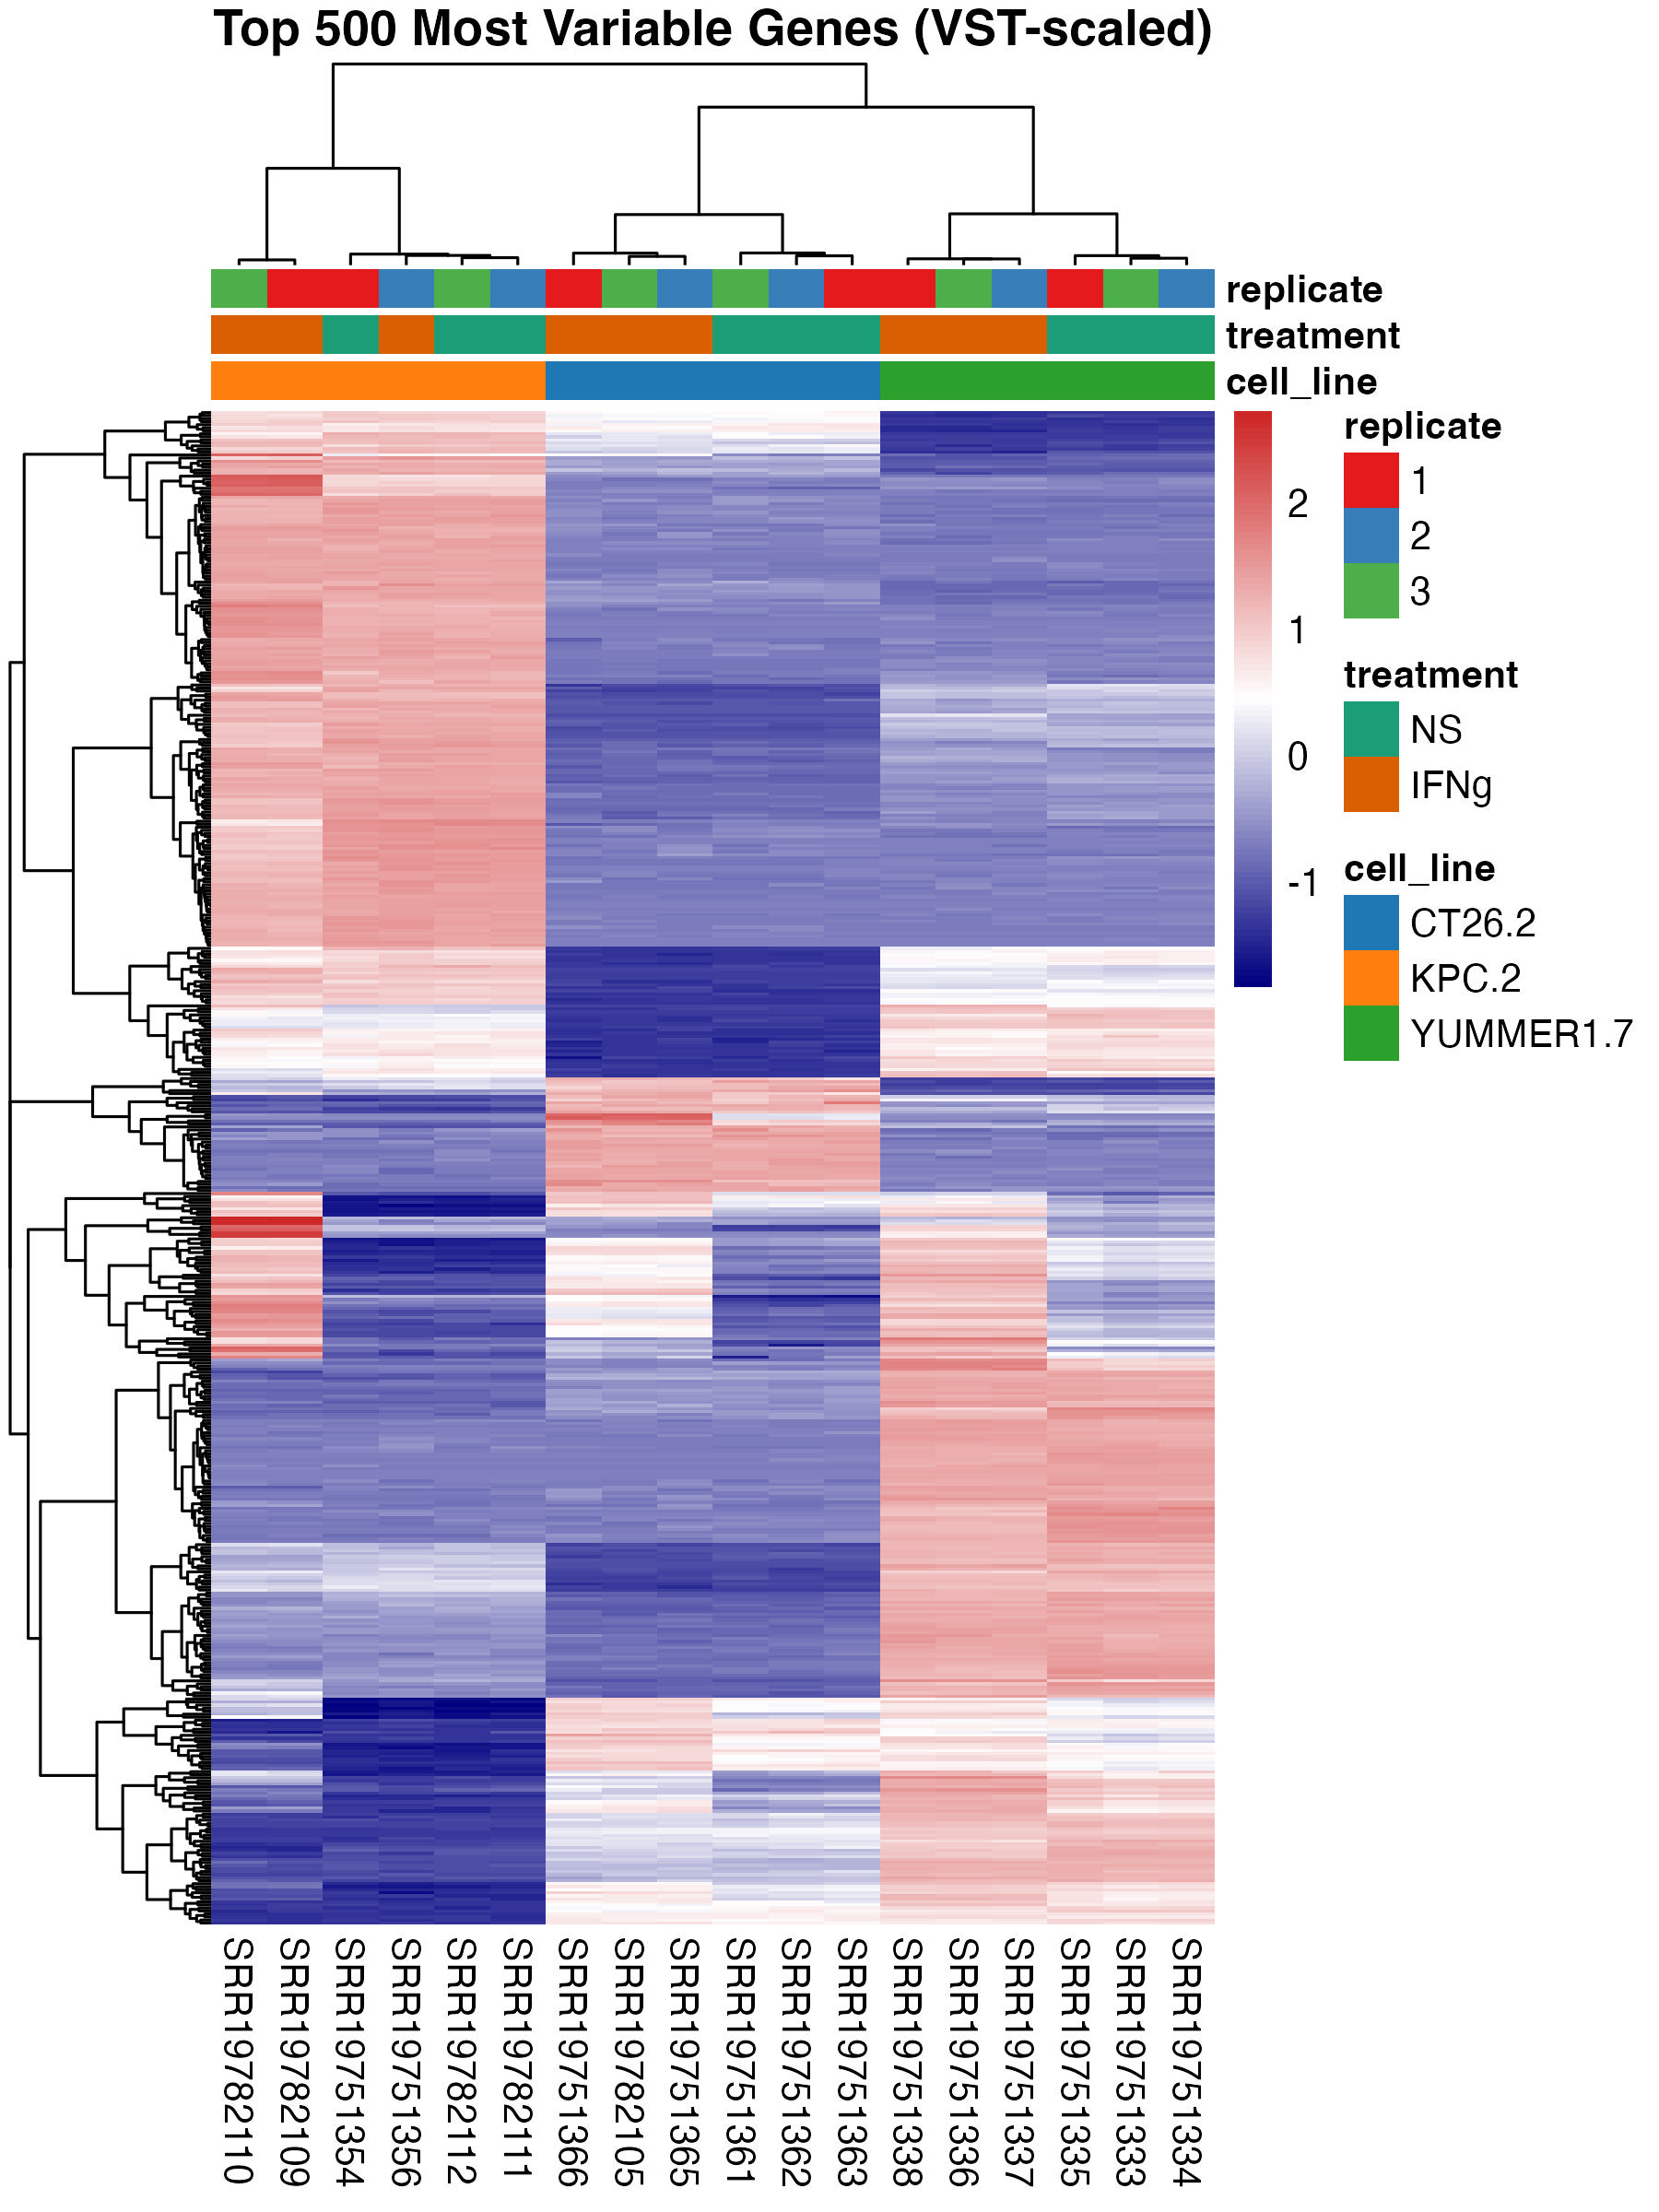 Top 500 Most Variable Genes (VST-scaled)
replicate
treatment
cell_line
2
1
0
-1
replicate
1
2
3
treatment
NS
IFNg
cell_line
CT26.2
KPC.2
YUMMER1.7
SRR19782110
SRR19782109
SRR19751354
SRR19751356
SRR19782112
SRR19782111
SRR19751366
SRR19782105
SRR19751365
SRR19751361
SRR19751362
SRR19751363
SRR19751338
SRR19751336
SRR19751337
SRR19751335
SRR19751333
SRR19751334